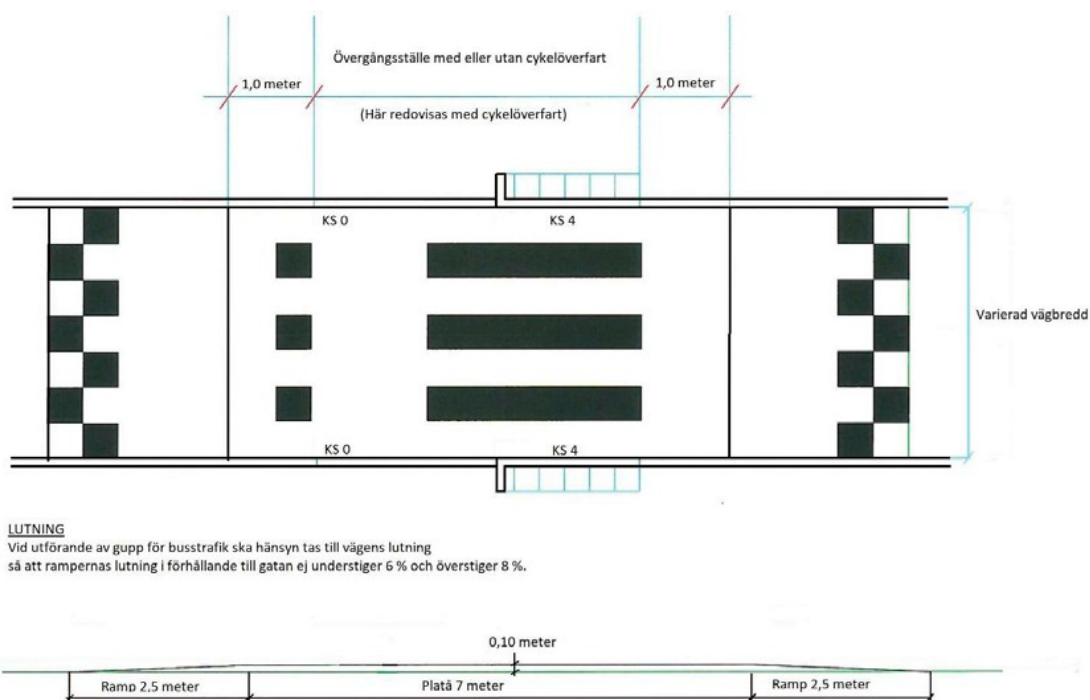 Övergångsställe med eller utan cykelöverfart
1,0 meter
1,0 meter
(Här redovisas med cykelöverfart)
KS 0
KS 4
Varierad vägbredd
KS 0
KS 4
LUTNING
Vid utförande av gupp för busstrafik ska hänsyn tas till vägens lutning
så att rampernas lutning i förhållande till gatan ej understiger 6 % och överstiger 8 %.
0,10 meter
Ramp 2,5 meter
Platå 7 meter
Ramp 2,5 meter